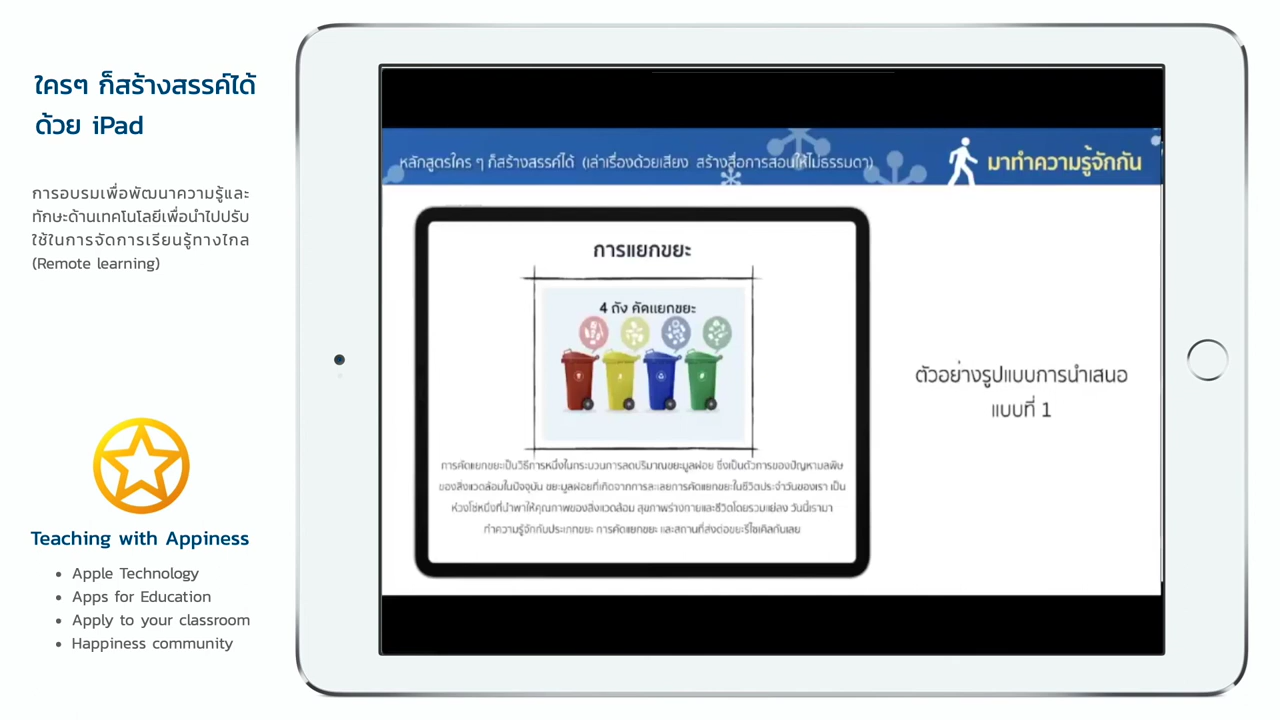 ใครๆ ก็สร้างสรรค์ได้
ด้วย iPad
การอบรมเพื่อพัฒนาความรู้และ
ทักษะด้านเทคโนโลยีเพื่อนำไปปรับ
ใช้ในการจัดการเรียนรู้ทางไกล
(Remote learning)
Teaching with Appiness
• Apple Technology
• Apps for Education
• Apply to your classroom
• Happiness community
หลักสูตรใคร ๆ ก็สร้างสรรค์ได้ (เล่าเรื่องด้วยเสียง สร้างสื่อการสอนให้ไม่ธรรมดา)
มาทำความรู้จักกัน
การแยกขยะ
4 ถัง คัดแยกขยะ
การคัดแยกขยะเป็นวิธีการหนึ่งในกระบวนการลดปริมาณขยะมูลฝอย ซึ่งเป็นตัวการของปัญหามลพิษ
ของสิ่งแวดล้อมในปัจจุบัน ขยะมูลฝอยที่เกิดจากการละเลยการคัดแยกขยะในชีวิตประจำวันของเรา เป็น
ห่วงโซ่หนึ่งที่นำพาให้คุณภาพของสิ่งแวดล้อม สุขภาพร่างกายและชีวิตโดยรวมแย่ลง วันนี้เรามา
ทำความรู้จักกับประเภทขยะ การคัดแยกขยะ และสถานที่ส่งต่อขยะรีไซเคิลกันเลย
ตัวอย่างรูปแบบการนำเสนอ
แบบที่ 1